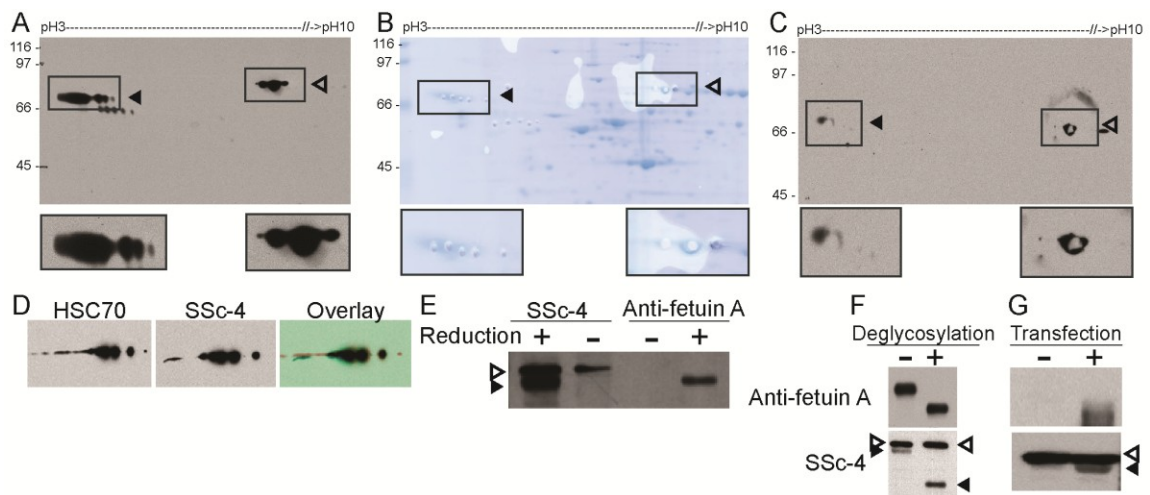 A B C
pH3 //->pH10 pH3 //->pH10 pH3 //->pH10
116 97 66 45
116 97 66 45
116 97 66 45
D HSC70 SSc-4 Overlay
E SSc-4 Anti-fetuin A
Reduction + - - +
F Deglycosylation
- +
Anti-fetuin A
SSc-4
G Transfection
- +